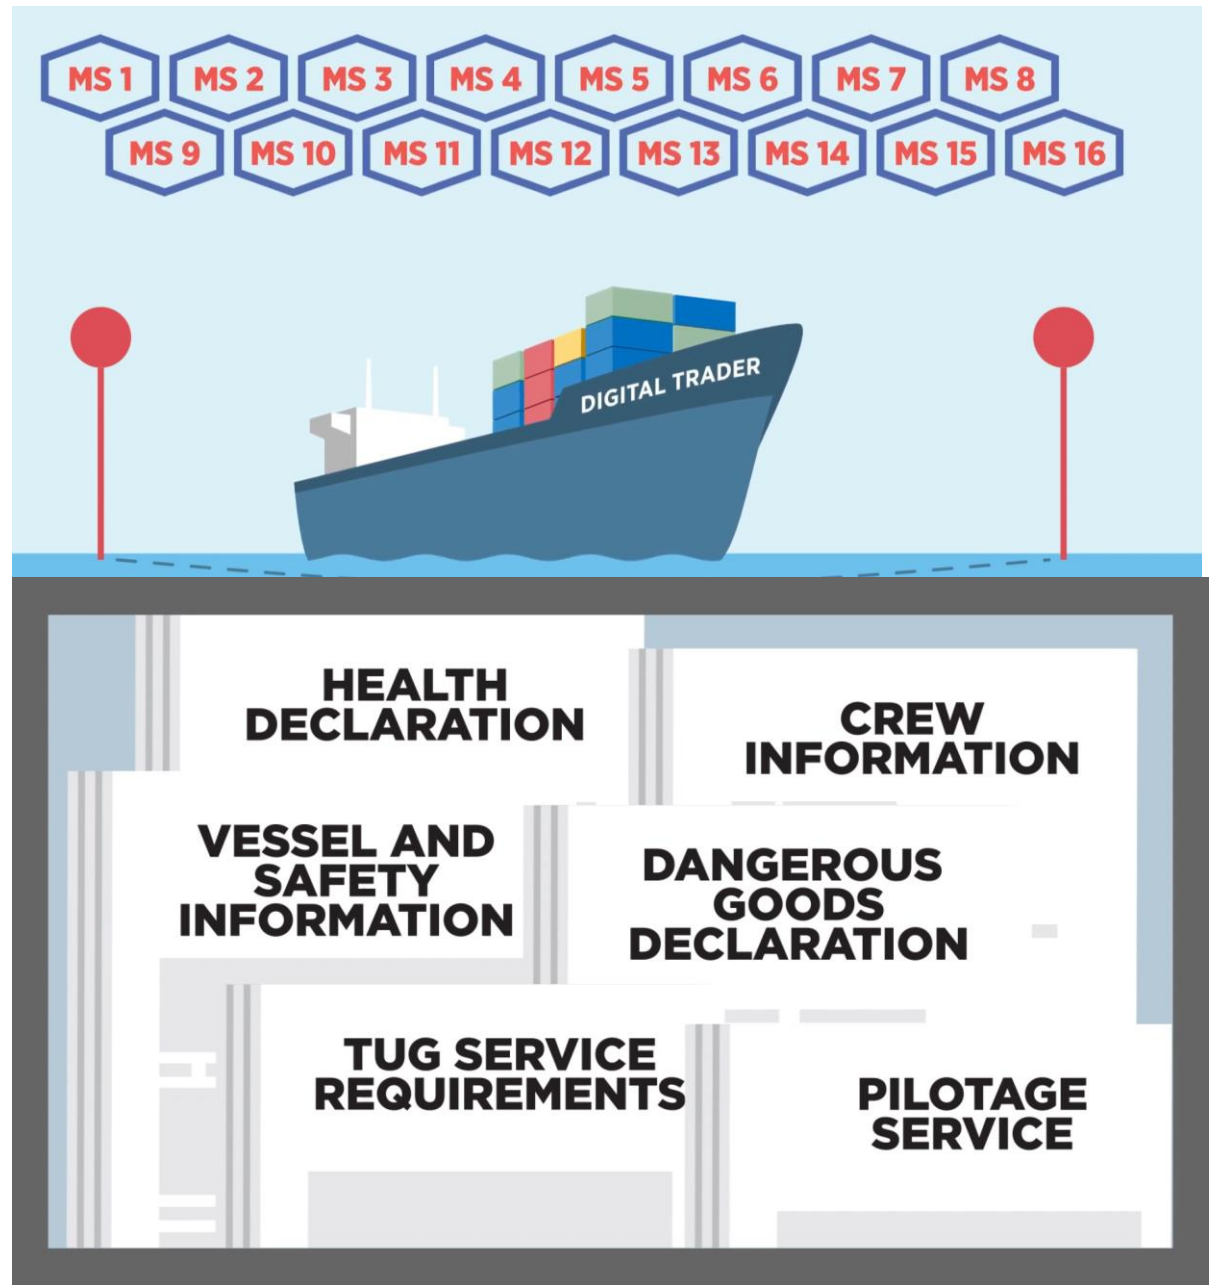 MS 1 MS 2 MS 3 MS 4 MS 5 MS 6 MS 7 MS 8
MS 9 MS 10 MS 11 MS 12 MS 13 MS 14 MS 15 MS 16
DIGITAL TRADER
HEALTH
DECLARATION
CREW
INFORMATION
VESSEL AND
SAFETY
INFORMATION
DANGEROUS
GOODS
DECLARATION
TUG SERVICE
REQUIREMENTS
PILOTAGE
SERVICE